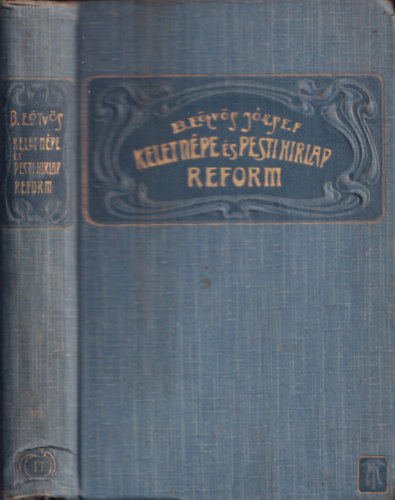 B. EÖTVÖS
KELET NÉPE
ÉS
PESTI HIRLAP
REFORM
B. EÖTVÖS JÓZSEF
KELET NÉPE ÉS PESTI HIRLAP
REFORM